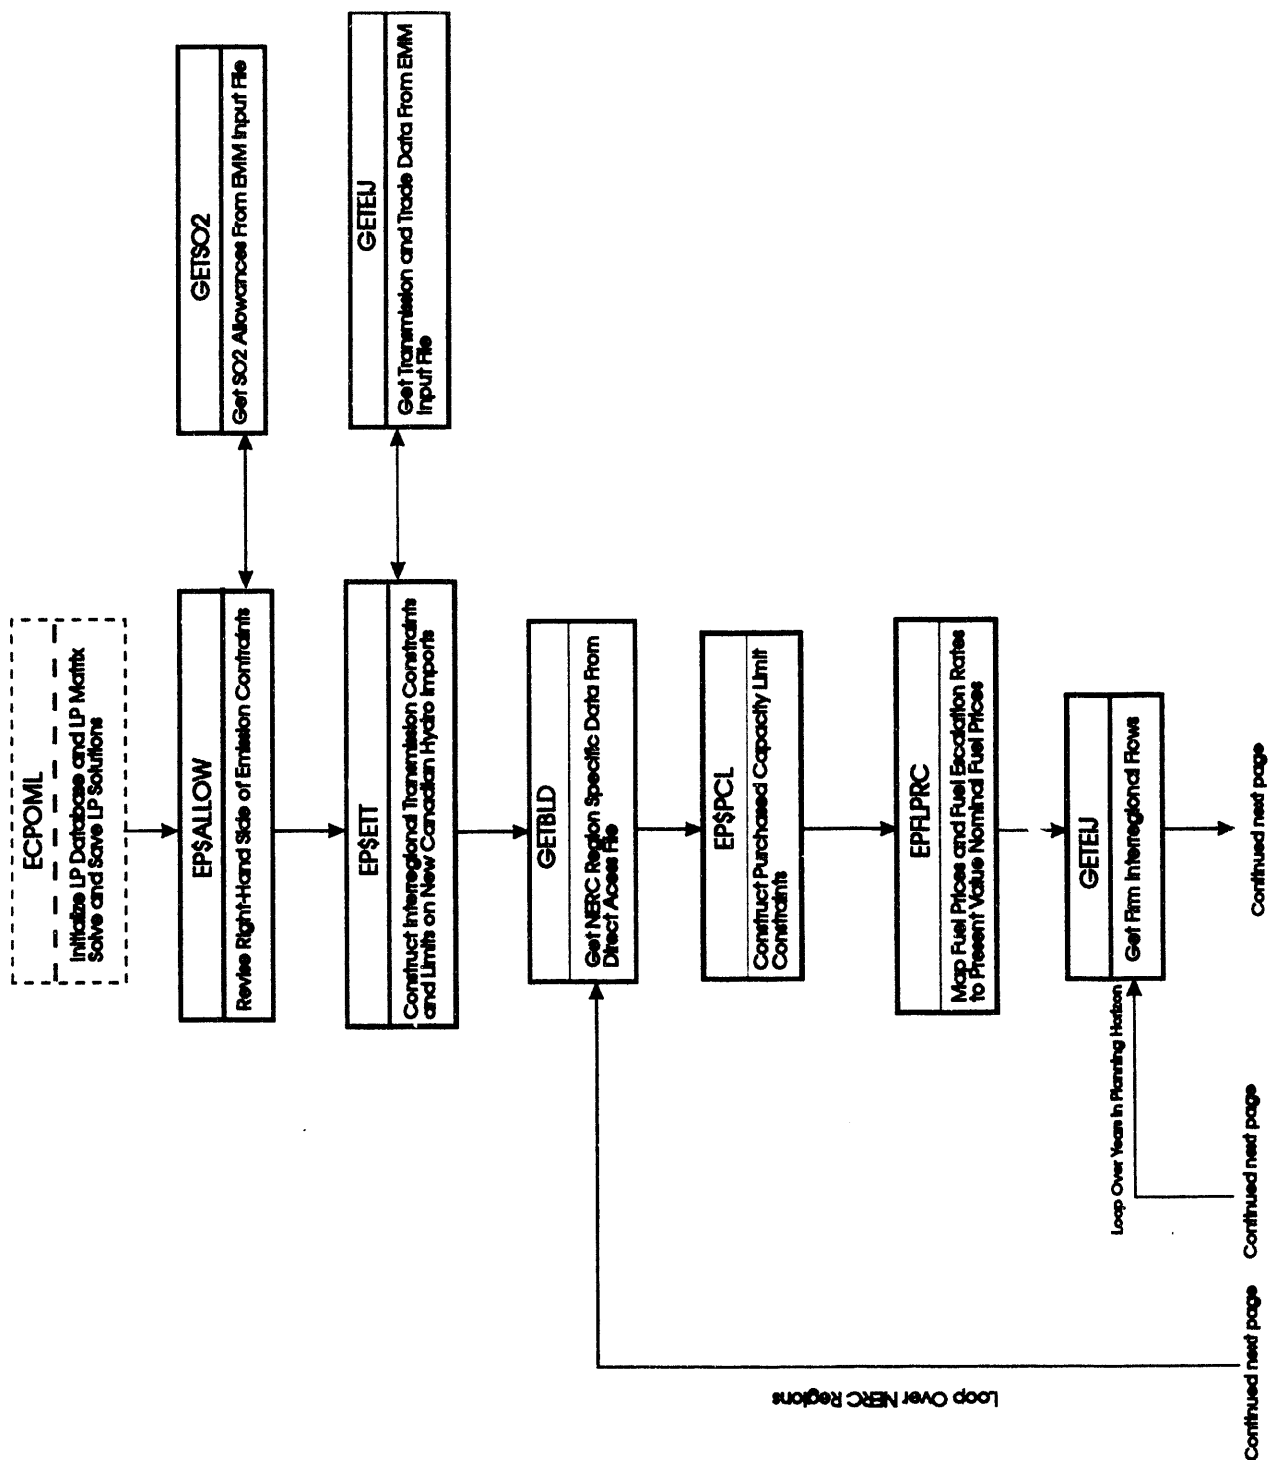 ECPOML
Initialize LP Database and LP Matrix
Solve and Save LP Solutions
EP$ALLOW
Revise Right-Hand Side of Emission Contraints
GETSO2
Get SO2 Allowances From EMM Input File
EP$ETT
Construct Interregional Transmission Constraints
and Limits on New Canadian Hydro Imports
GETEIJ
Get Transmission and Trade Data From EMM
Input File
GETBLD
Get NERC Region Specific Data From
Direct Acess File
EP$PCL
Construct Purchased Capacity Limit
Constraints
EPFLPRC
Map Fuel Prices and Fuel Escalation Rates
to Present Value Nominal Fuel Prices
GETEIJ
Get Firm Interregional Flows
Loop Over Years In Planning Horizon
Loop Over NERC Regions
Continued next page
Continued next page
Continued next page